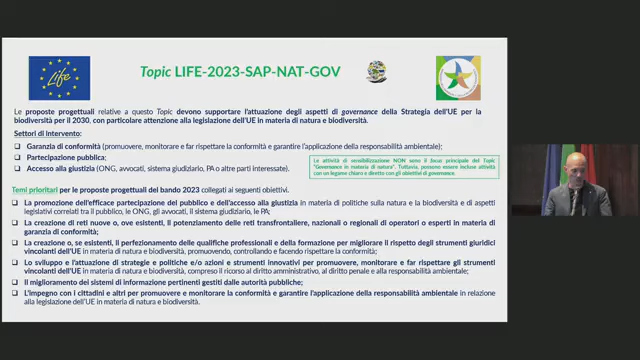 Life
Topic LIFE-2023-SAP-NAT-GOV
Le proposte progettuali relative a questo Topic devono supportare l'attuazione degli aspetti di governance della Strategia dell'UE per la
biodiversità per il 2030, con particolare attenzione alla legislazione dell'UE in materia di natura e biodiversità.
Settori di intervento:
Garanzia di conformità (promuovere, monitorare e far rispettare la conformità e garantire l'applicazione della responsabilità ambientale);
Partecipazione pubblica;
Accesso alla giustizia (ONG, avvocati, sistema giudiziario, PA o altre parti interessate).
Le attività di sensibilizzazione NON sono il focus principale del Topic
"Governance in materia di natura". Tuttavia, possono essere incluse attività
con un legame chiaro e diretto con gli obiettivi di governance.
Temi prioritari per le proposte progettuali del bando 2023 collegati ai seguenti obiettivi.
La promozione dell'efficace partecipazione del pubblico e dell'accesso alla giustizia in materia di politiche sulla natura e la biodiversità e di aspetti
legislativi correlati tra il pubblico, le ONG, gli avvocati, il sistema giudiziario, le PA;
La creazione di reti nuove o, ove esistenti, il potenziamento delle reti transfrontaliere, nazionali o regionali di operatori o esperti in materia di
garanzia di conformità;
La creazione o, se esistenti, il perfezionamento delle qualifiche professionali e della formazione per migliorare il rispetto degli strumenti giuridici
vincolanti dell'UE in materia di natura e biodiversità, promuovendo, controllando e facendo rispettare la conformità;
Lo sviluppo e l'attuazione di strategie e politiche e/o azioni e strumenti innovativi per promuovere, monitorare e far rispettare gli strumenti
vincolanti dell'UE in materia di natura e biodiversità, compreso il ricorso al diritto amministrativo, al diritto penale e alla responsabilità ambientale;
Il miglioramento dei sistemi di informazione pertinenti gestiti dalle autorità pubbliche;
L'impegno con i cittadini e altri per promuovere e monitorare la conformità e garantire l'applicazione della responsabilità ambientale in relazione
alla legislazione dell'UE in materia di natura e biodiversità.